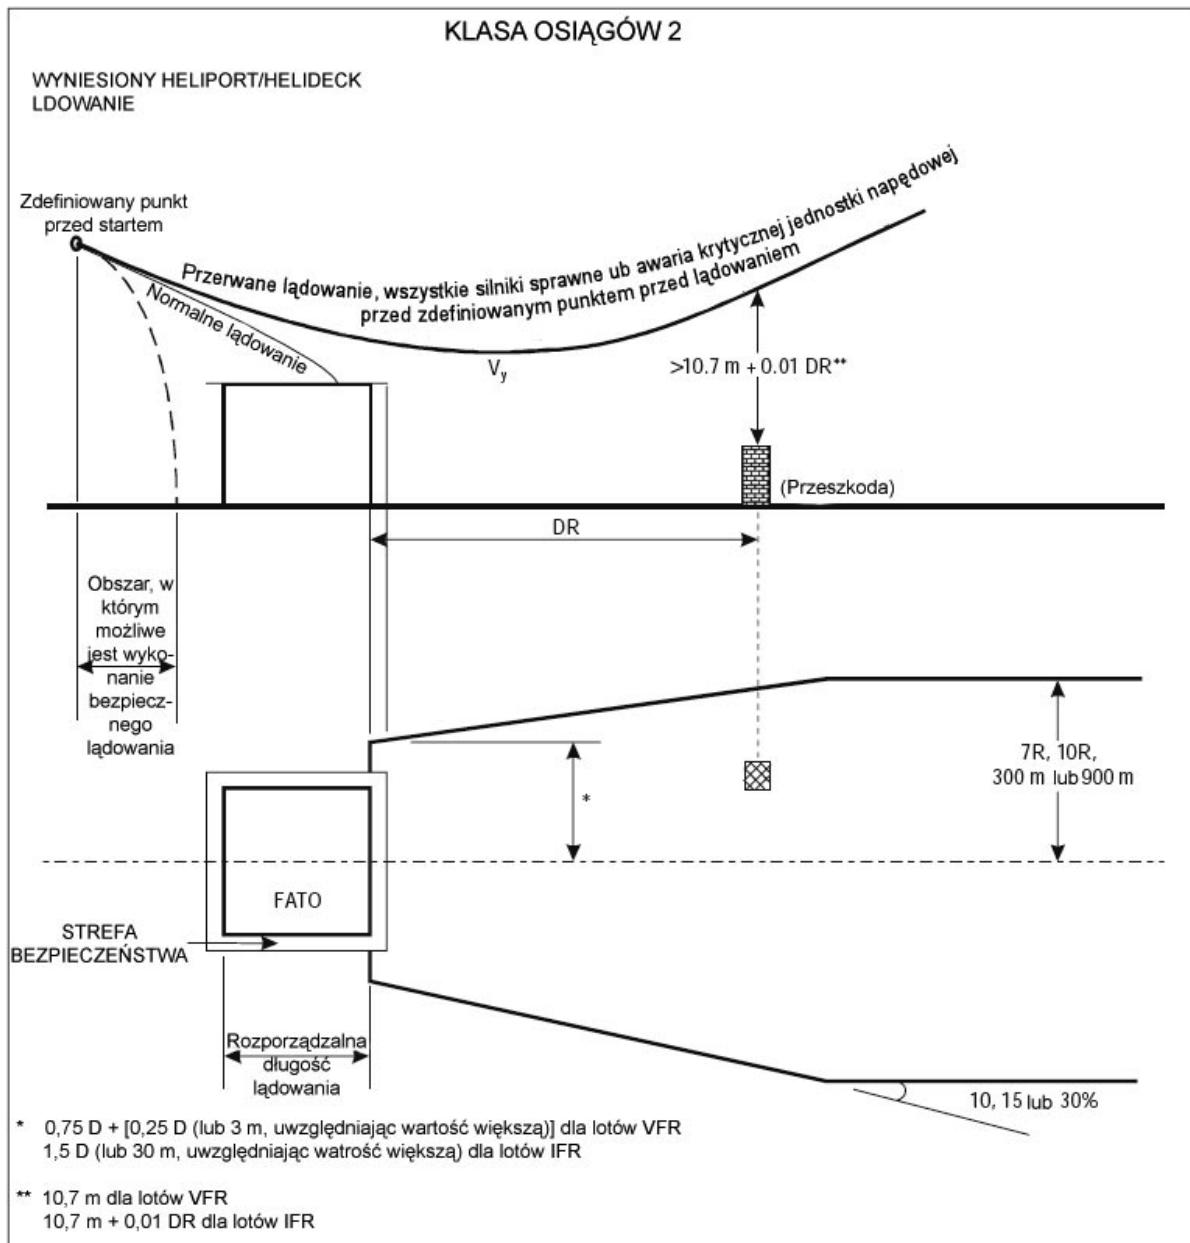 KLASA OSIĄGÓW 2
WYNIESIONY HELIPORT/HELIDECK
LDOWANIE
Zdefiniowany punkt
przed startem
Przerwane lądowanie, wszystkie silniki sprawne ub awaria krytycznej jednostki napędowej
przed zdefiniowanym punktem przed lądowaniem
Normalne lądowanie
Vy
>10.7 m + 0.01 DR**
(Przeszkoda)
DR
Obszar, w
którym
możliwe
jest wyko-
nanie
bezpiecz-
nego
lądowania
7R, 10R,
300 m lub 900 m
*
FATO
STREFA
BEZPIECZEŃSTWA
Rozporządzalna
długość
lądowania
10, 15 lub 30%
* 0,75 D + [0,25 D (lub 3 m, uwzględniając wartość większą)] dla lotów VFR
1,5 D (lub 30 m, uwzględniając watrość większą) dla lotów IFR
** 10,7 m dla lotów VFR
10,7 m + 0,01 DR dla lotów IFR